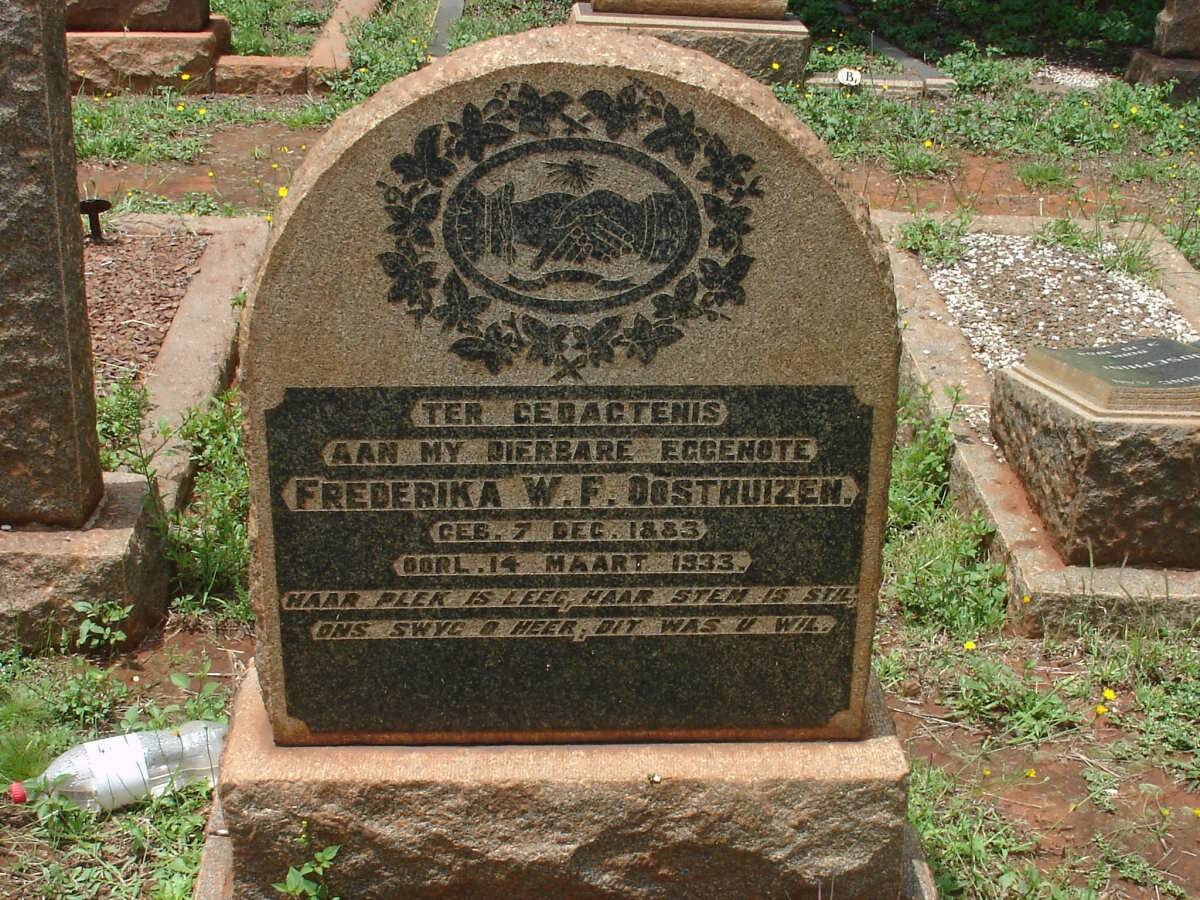 TER GEDACTENIS
AAN MY DIERBARE EGGENOTE
FREDERIKA W. F. OOSTHUIZEN.
GEB. 7 DEC. 1883
OORL. 14 MAART 1933.
HAAR PLEK IS LEEG, HAAR STEM IS STIL,
ONS SWYG O HEER, DIT WAS U WIL.
B